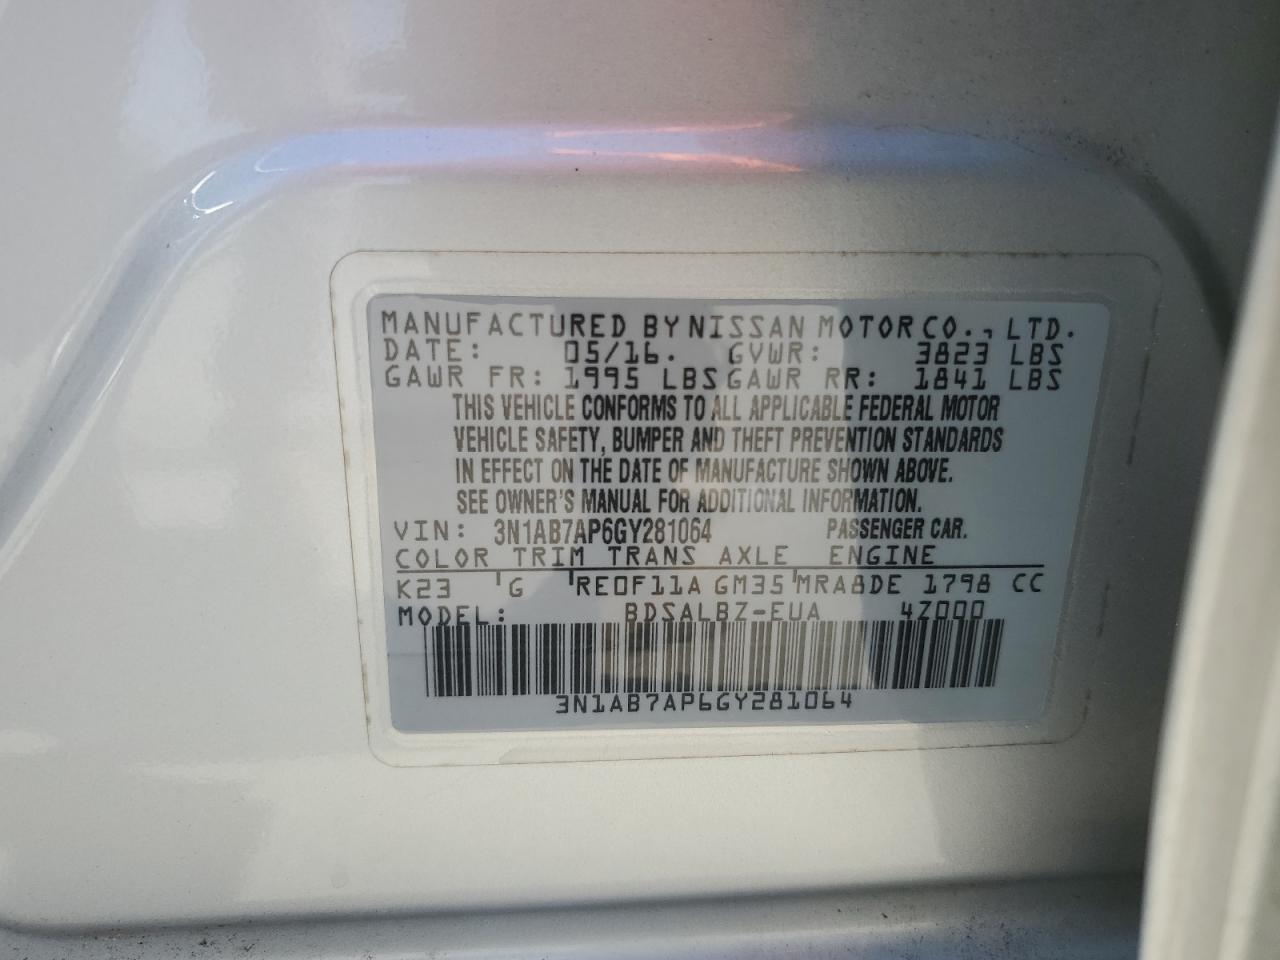 MANUFACTURED BY NISSAN MOTOR CO., LTD.
DATE: 05/16. GVWR: 3823 LBS
GAWR FR: 1995 LBS GAWR RR: 1841 LBS
THIS VEHICLE CONFORMS TO ALL APPLICABLE FEDERAL MOTOR
VEHICLE SAFETY, BUMPER AND THEFT PREVENTION STANDARDS
IN EFFECT ON THE DATE OF MANUFACTURE SHOWN ABOVE.
SEE OWNER'S MANUAL FOR ADDITIONAL INFORMATION.
VIN: 3N1AB7AP6GY281064 PASSENGER CAR.
COLOR TRIM TRANS AXLE ENGINE
K23 G RE0F11A GM35 MRA8DE 1798 CC
MODEL: BDSALBZ-EUA 4Z000
3N1AB7AP6GY281064